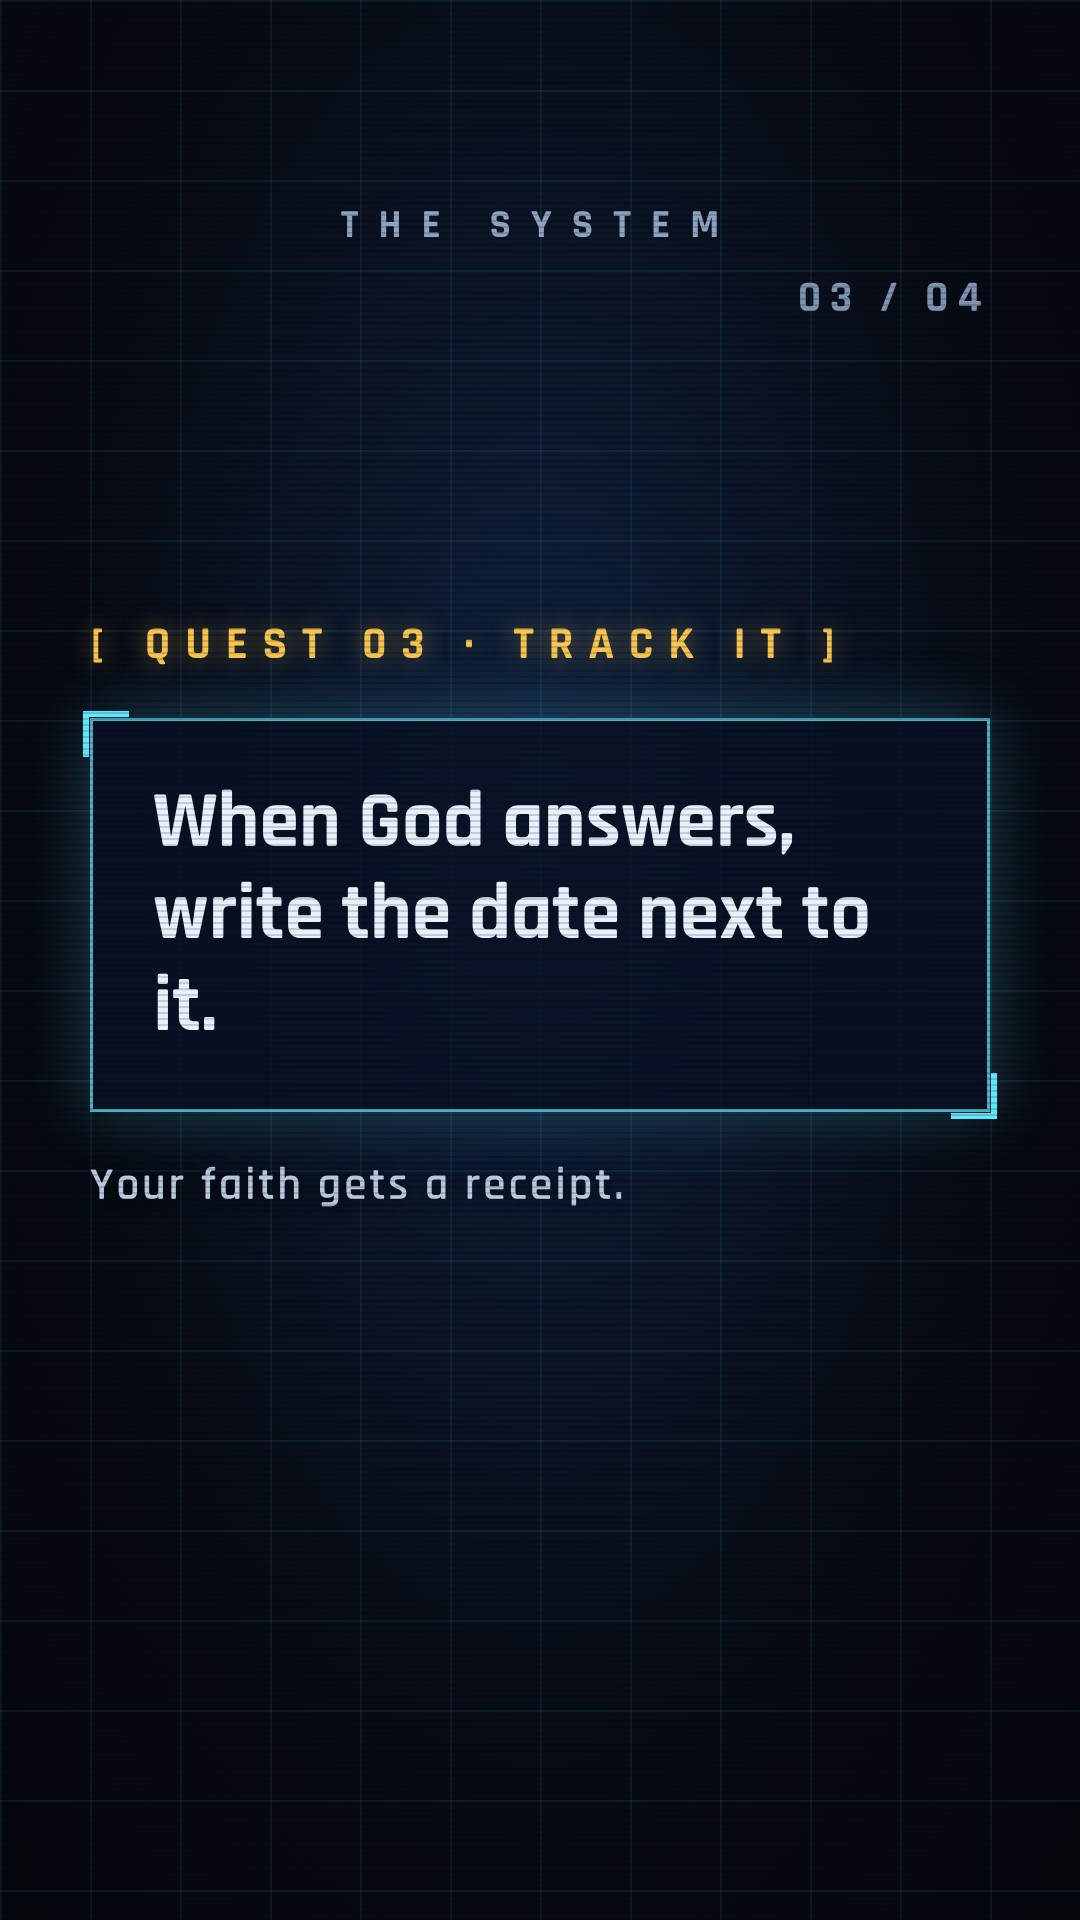 THE SYSTEM
03 / 04
[ QUEST 03 · TRACK IT ]
When God answers,
write the date next to
it.
Your faith gets a receipt.